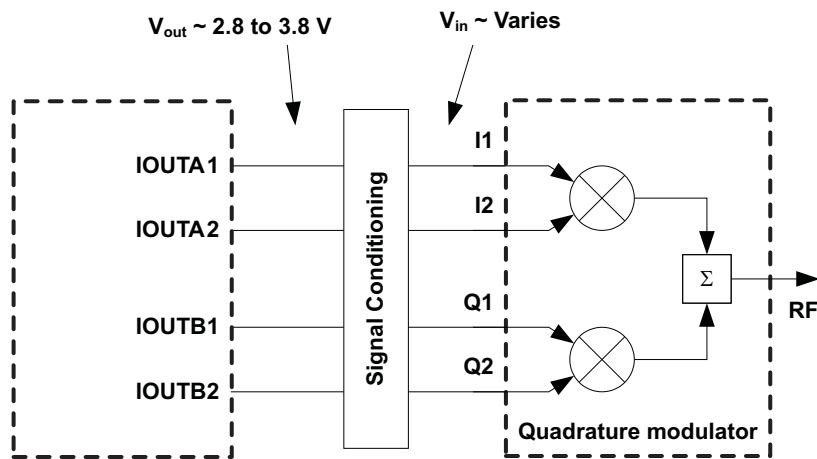 Vout ~ 2.8 to 3.8 V
Vin ~ Varies
IOUTA1
IOUTA2
IOUTB1
IOUTB2
Signal Conditioning
I1
I2
Q1
Q2
Σ
RF
Quadrature modulator